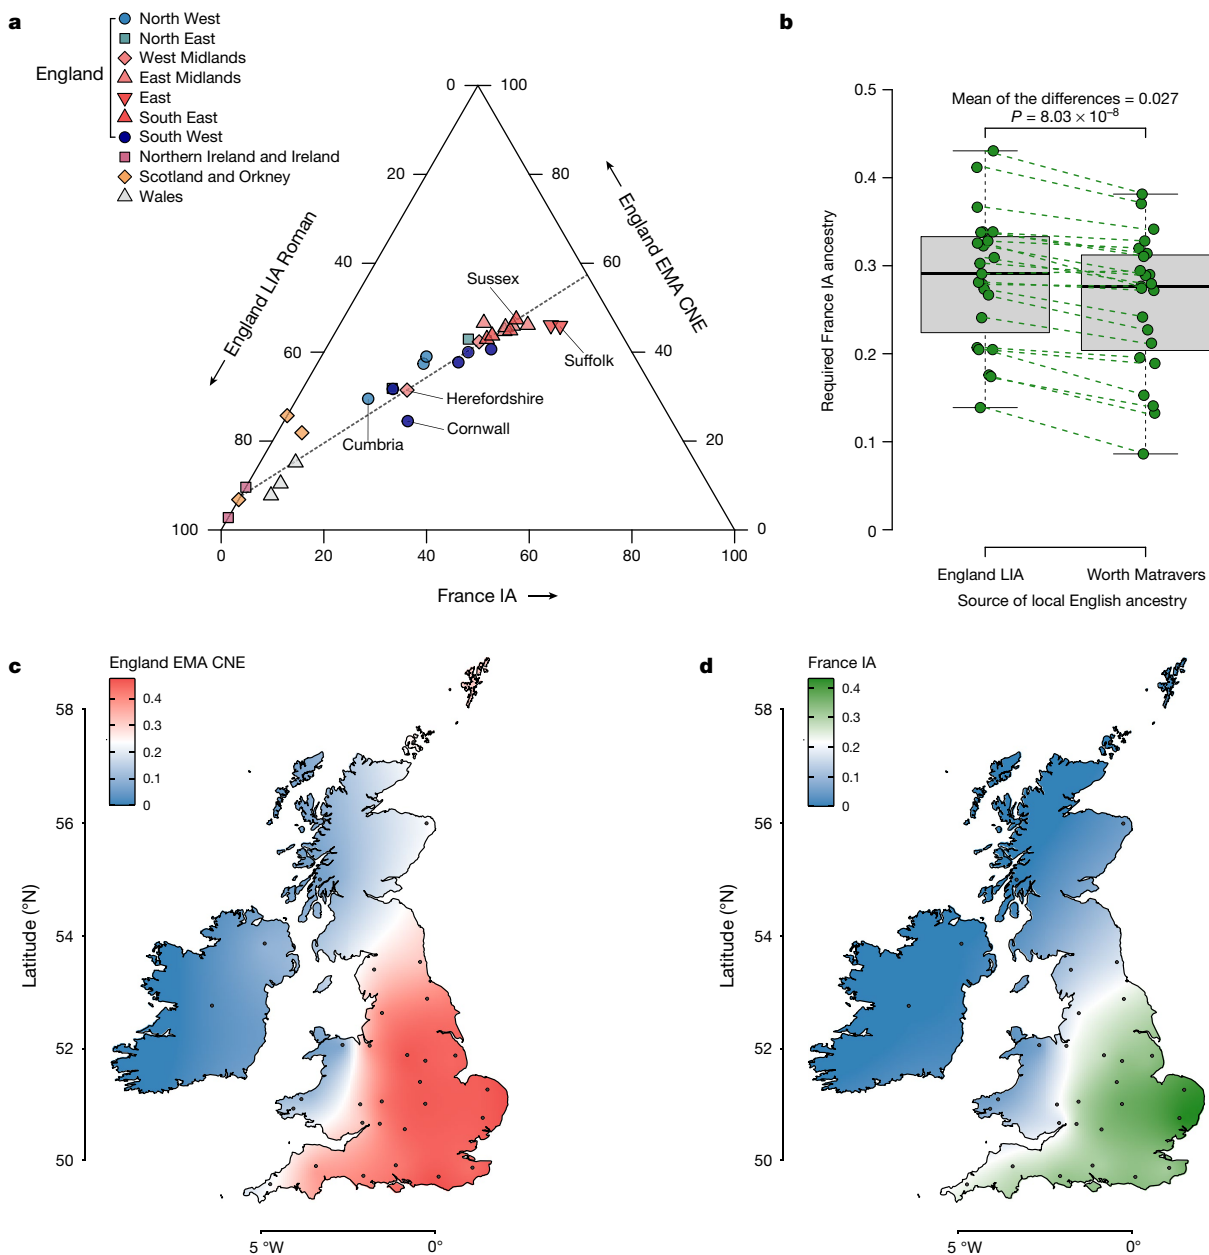 a
England
North West
North East
West Midlands
East Midlands
East
South East
South West
Northern Ireland and Ireland
Scotland and Orkney
Wales
0
100
20
80
40
60
60
40
80
20
100
0
0
20
40
60
80
100
England LIA Roman
England EMA CNE
France IA
Sussex
Suffolk
Herefordshire
Cornwall
Cumbria
b
Mean of the differences = 0.027
P = 8.03 × 10⁻⁸
Required France IA ancestry
0.5
0.4
0.3
0.2
0.1
0
England LIA
Worth Matravers
Source of local English ancestry
c
England EMA CNE
0.4
0.3
0.2
0.1
0
Latitude (°N)
58
56
54
52
50
5 °W
0°
d
France IA
0.4
0.3
0.2
0.1
0
Latitude (°N)
58
56
54
52
50
5 °W
0°